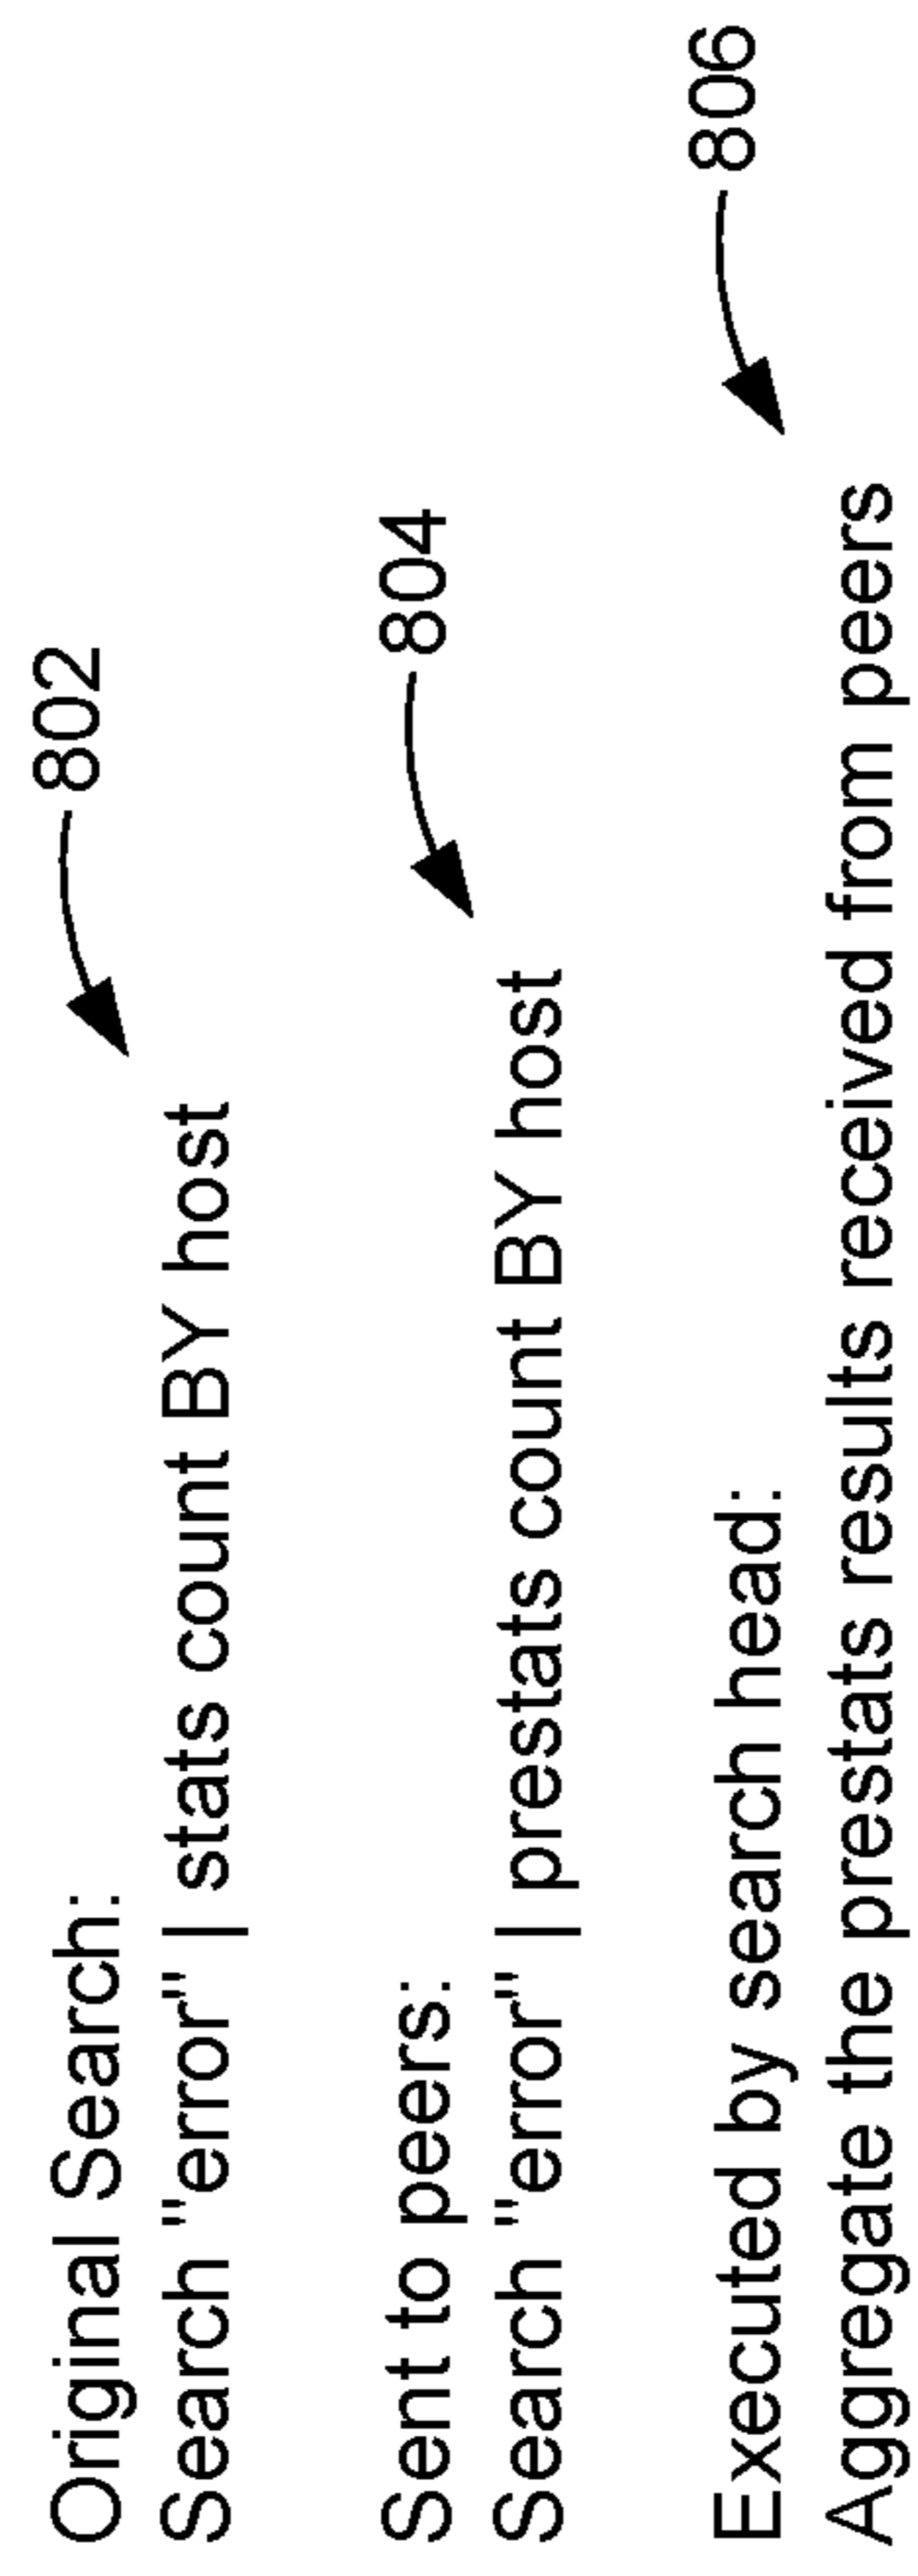 Original Search: 802
Search "error" | stats count BY host
Sent to peers: 804
Search "error" | prestats count BY host
Executed by search head: 806
Aggregate the prestats results received from peers